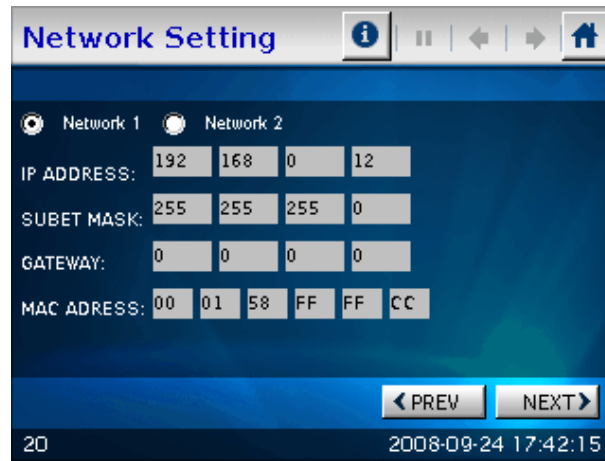 Network Setting
Network 1 Network 2
IP ADDRESS: 192 168 0 12
SUBET MASK: 255 255 255 0
GATEWAY: 0 0 0 0
MAC ADRESS: 00 01 58 FF FF CC
PREV NEXT
20 2008-09-24 17:42:15